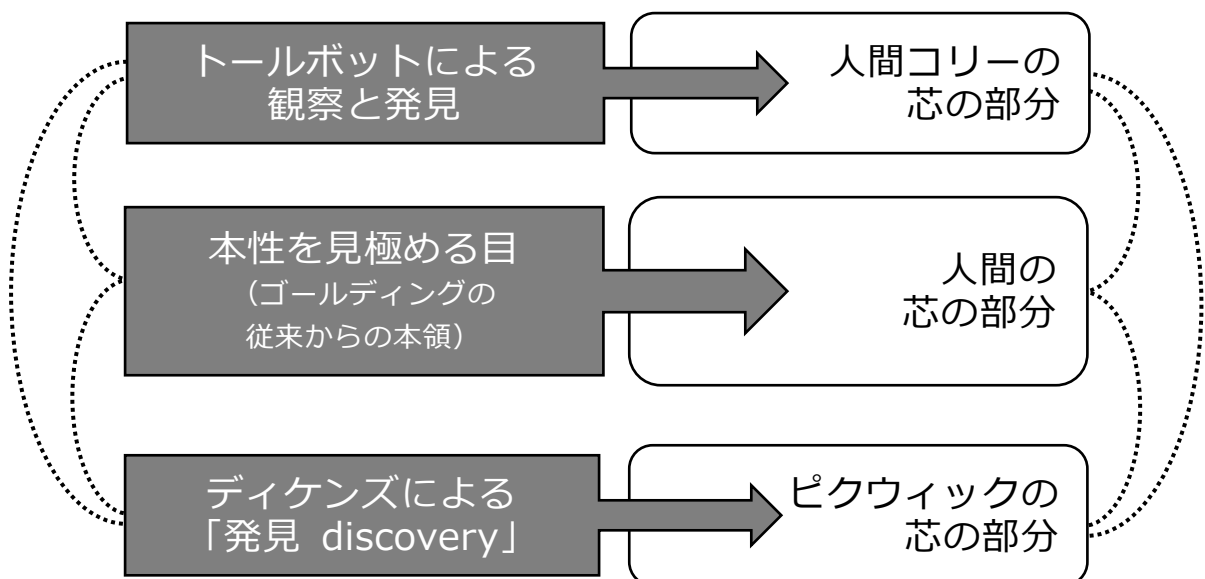 トールボットによる
観察と発見
人間コリーの
芯の部分
本性を見極める目
（ゴールディングの
従来からの本領）
人間の
芯の部分
ディケンズによる
「発見 discovery」
ピクウィックの
芯の部分